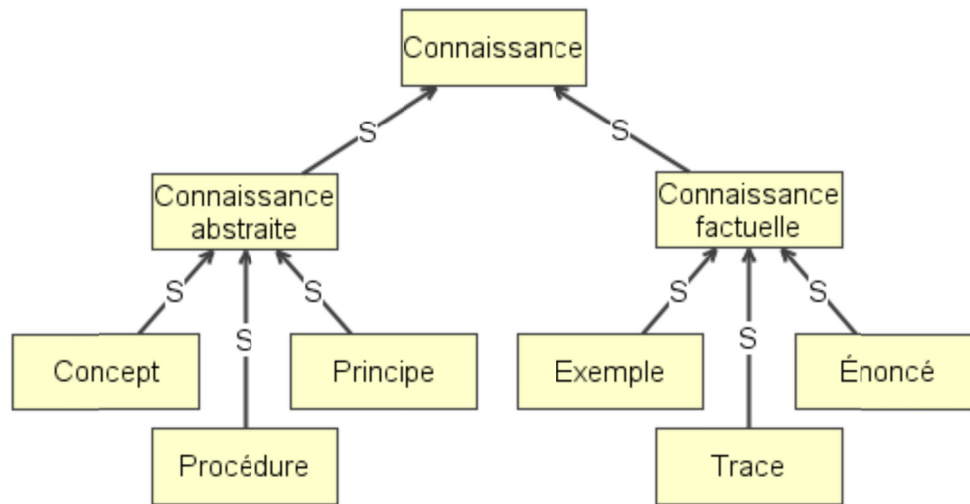 Connaissance
S
S
Connaissance
abstraite
Connaissance
factuelle
S
S
S
S
S
S
Concept
Principe
Exemple
Énoncé
Procédure
Trace